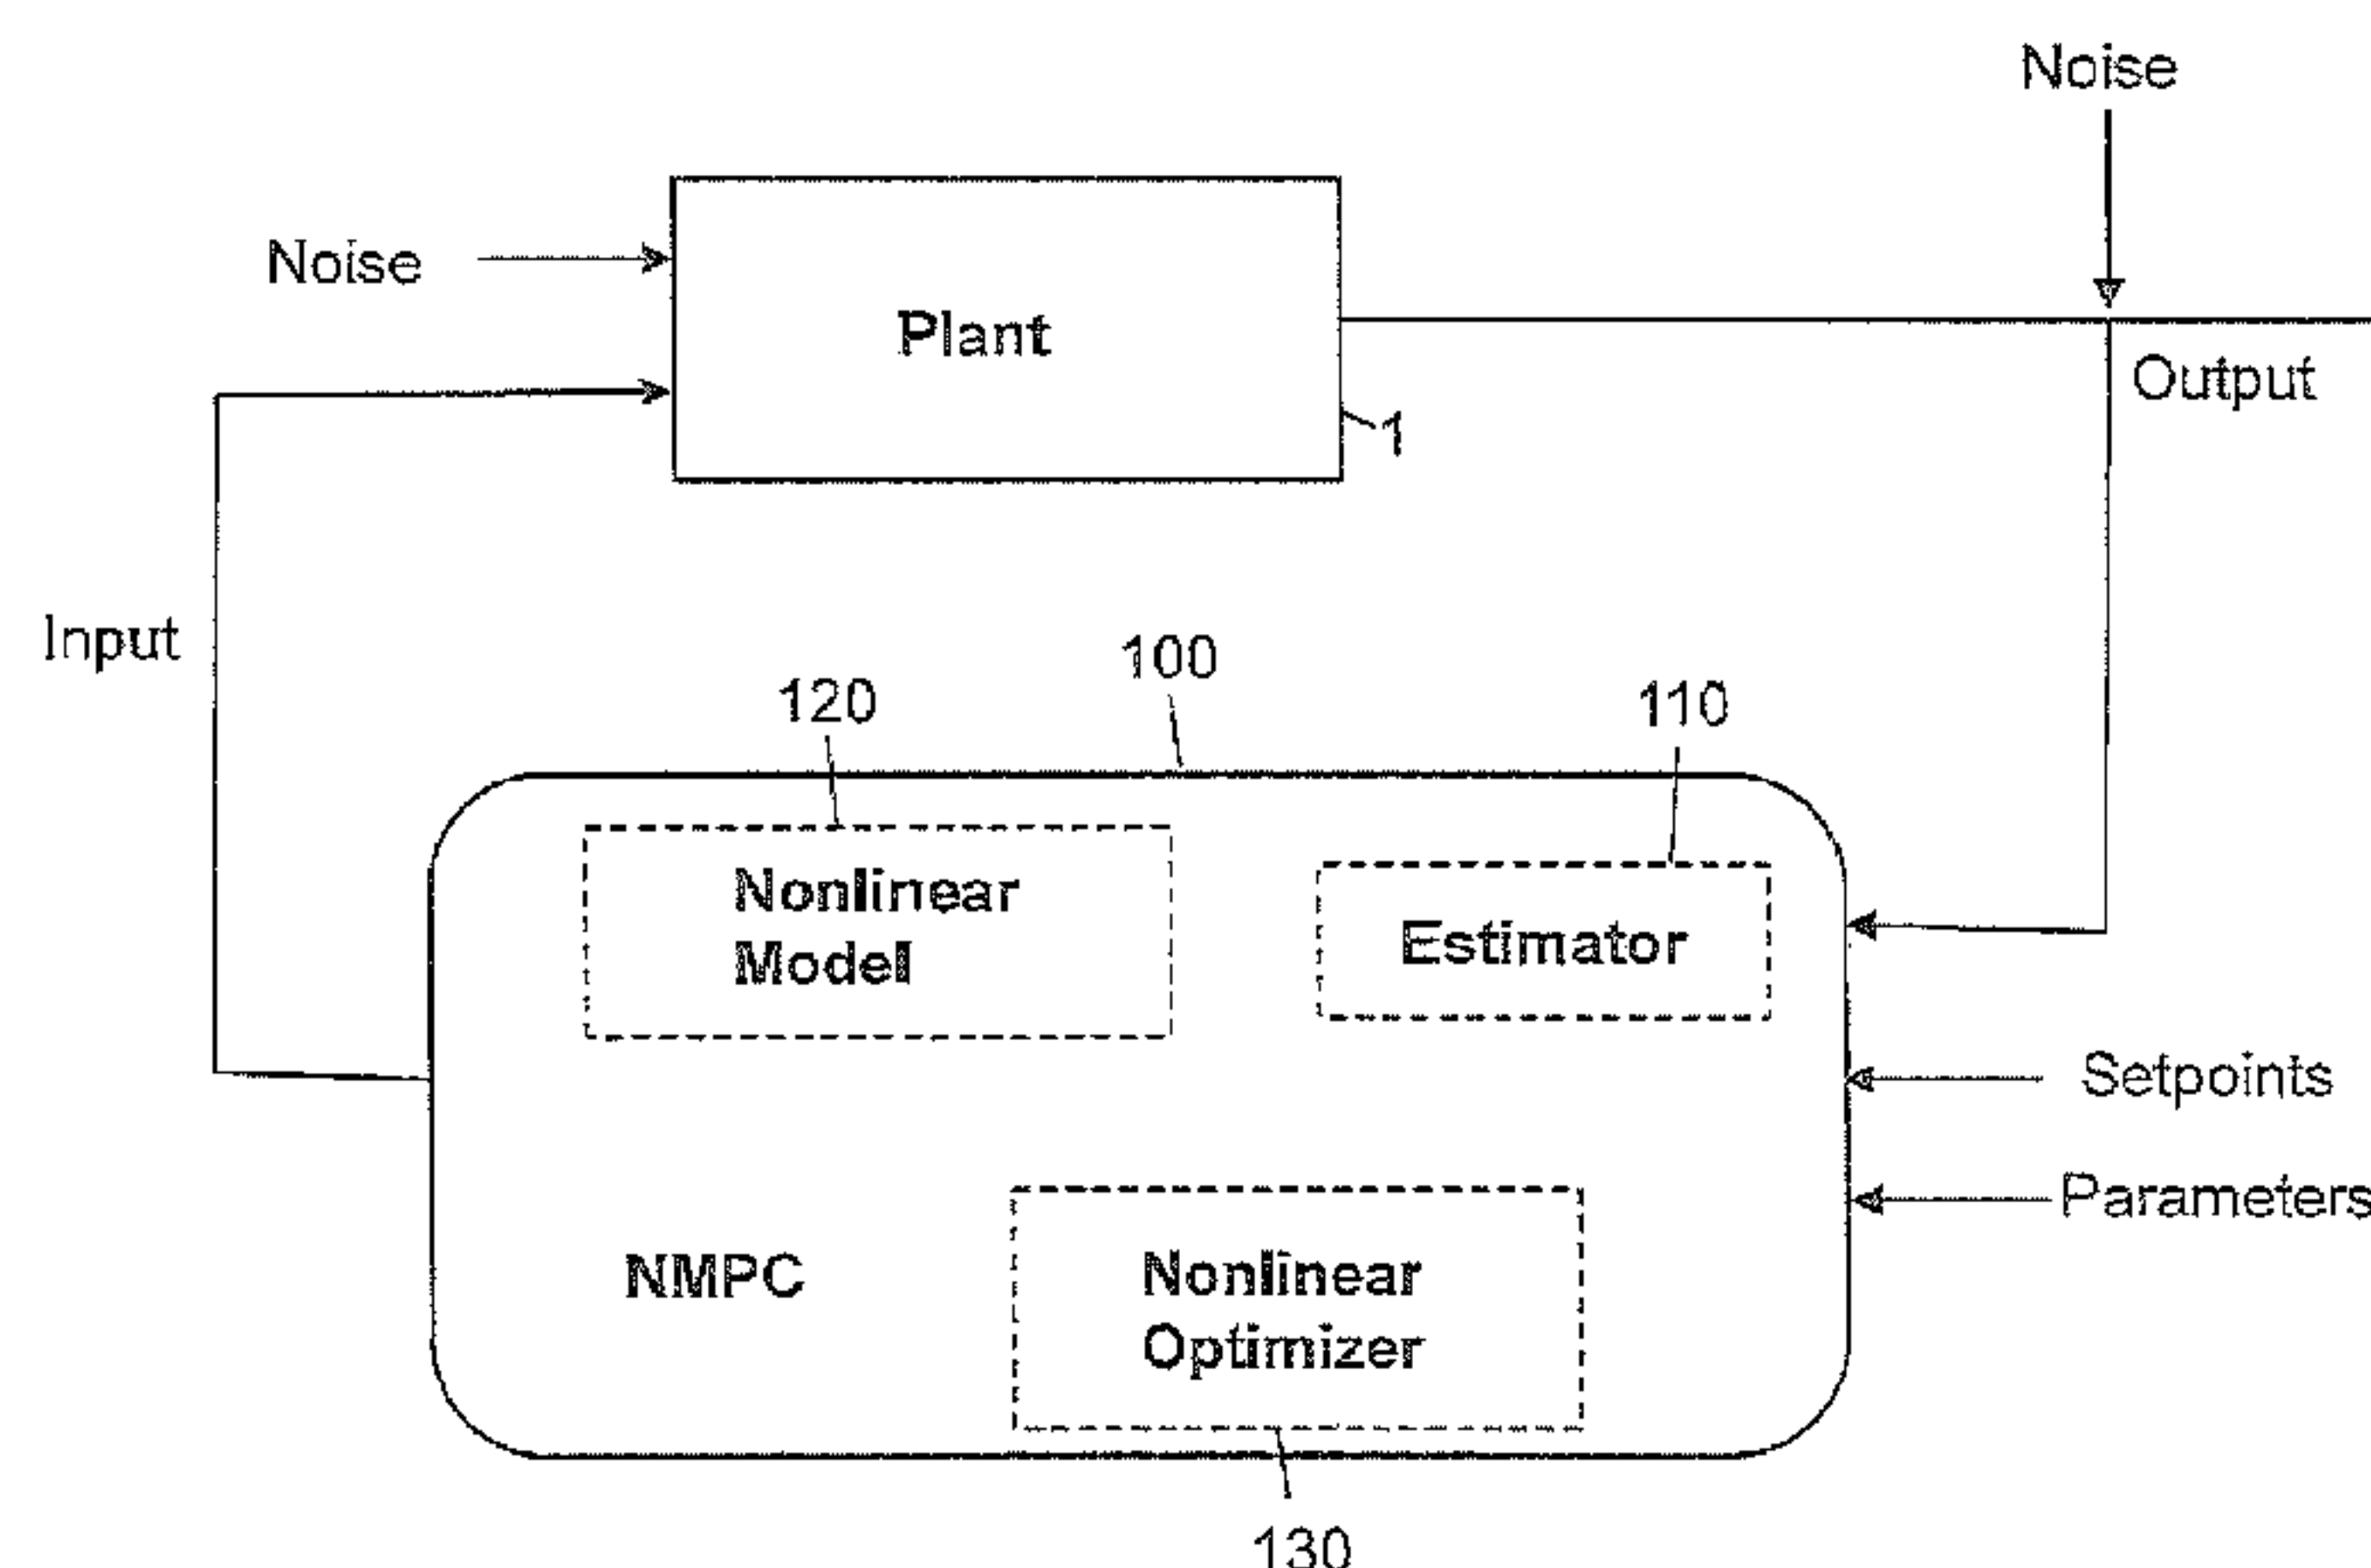 Noise
Noise
Plant
Output
1
Input
100
120
110
Nonlinear
Model
Estimator
Setpoints
Parameters
NMPC
Nonlinear
Optimizer
130